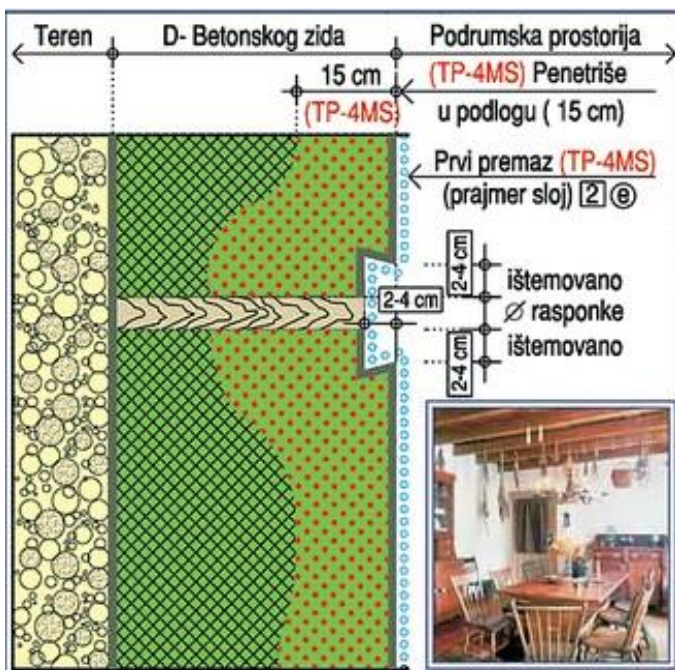 Teren
D- Betonskog zida
Podrumska prostorija
15 cm
(TP-4MS)
(TP-4MS) Penetriše
u podlogu ( 15 cm)
Prvi premaz (TP-4MS)
(prajmer sloj) 2 ⓔ
2-4 cm
2-4 cm
ištemovano
Ø rasponke
ištemovano
2-4 cm